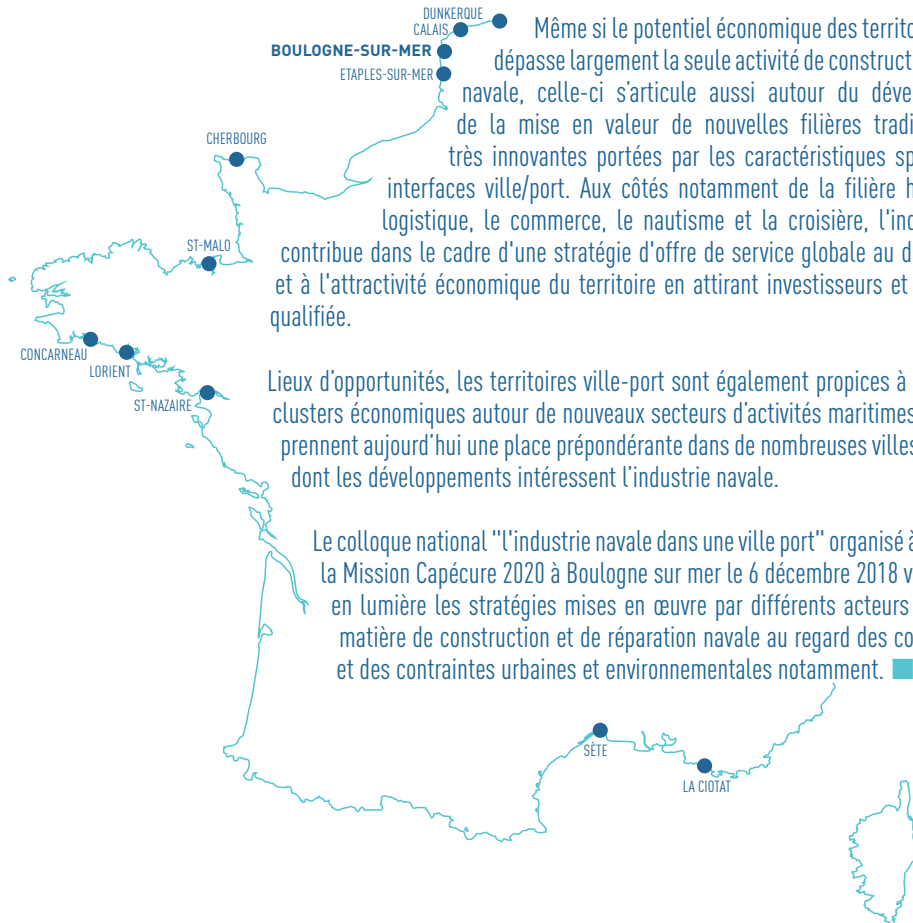 DUNKERQUE
CALAIS
BOULOGNE-SUR-MER
ETAPLES-SUR-MER
CHERBOURG
ST-MALO
CONCARNEAU
LORIENT
ST-NAZAIRE
Même si le potentiel économique des territo
dépasse largement la seule activité de construct
navale, celle-ci s’articule aussi autour du déve
de la mise en valeur de nouvelles filières tradi
très innovantes portées par les caractéristiques sp
interfaces ville/port. Aux côtés notamment de la filière h
logistique, le commerce, le nautisme et la croisière,
contribue dans le cadre d'une stratégie d'offre de service globale au d
et à l'attractivité économique du territoire en attirant investisseurs et
qualifiée.
Lieux d’opportunités, les territoires ville-port sont également propices à
clusters économiques autour de nouveaux secteurs d’activités maritimes
prennent aujourd’hui une place prépondérante dans de nombreuses villes
dont les développements intéressent l’industrie navale.
Le colloque national "l'industrie navale dans une ville port" organisé à
la Mission Capécure 2020 à Boulogne sur mer le 6 décembre 2018 v
en lumière les stratégies mises en œuvre par différents acteurs
matière de construction et de réparation navale au regard des co
et des contraintes urbaines et environnementales notamment.
SÈTE
LA CIOTAT